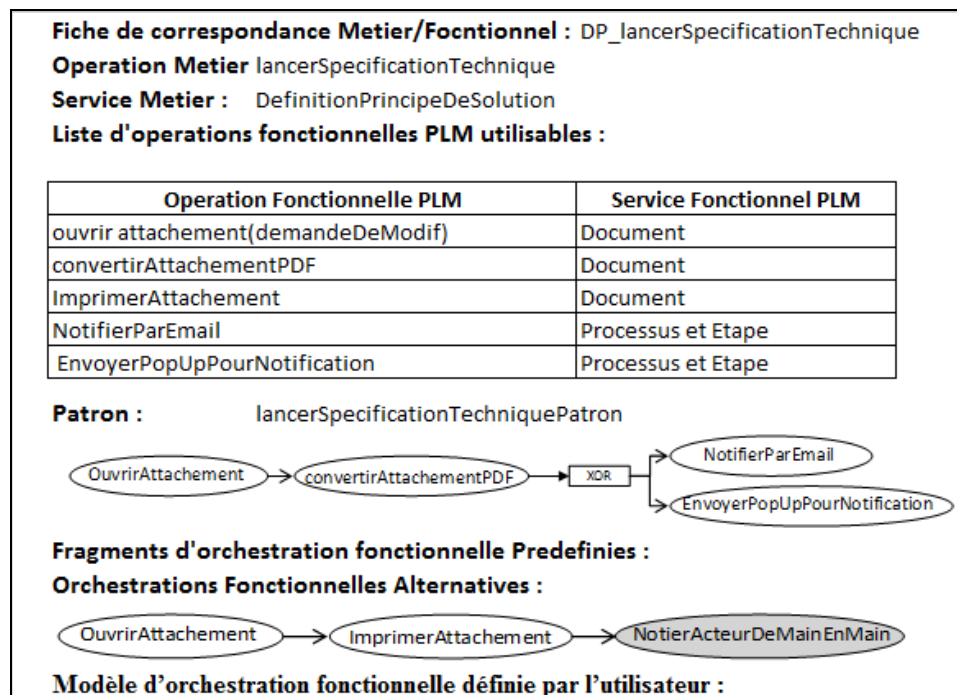 Fiche de correspondance Metier/Focntionnel : DP_lancerSpecificationTechnique
Operation Metier lancerSpecificationTechnique
Service Metier : DefinitionPrincipeDeSolution
Liste d'operations fonctionnelles PLM utilisables :
Operation Fonctionnelle PLM Service Fonctionnel PLM
ouvrir attachement(demandeDeModif) Document
convertirAttachementPDF Document
ImprimerAttachement Document
NotifierParEmail Processus et Etape
EnvoyerPopUpPourNotification Processus et Etape
Patron : lancerSpecificationTechniquePatron
OuvrirAttachement convertirAttachementPDF XOR NotifierParEmail
EnvoyerPopUpPourNotification
Fragments d'orchestration fonctionnelle Predefinies :
Orchestrations Fonctionnelles Alternatives :
OuvrirAttachement ImprimerAttachement NotierActeurDeMainEnMain
Modèle d'orchestration fonctionnelle définie par l'utilisateur :